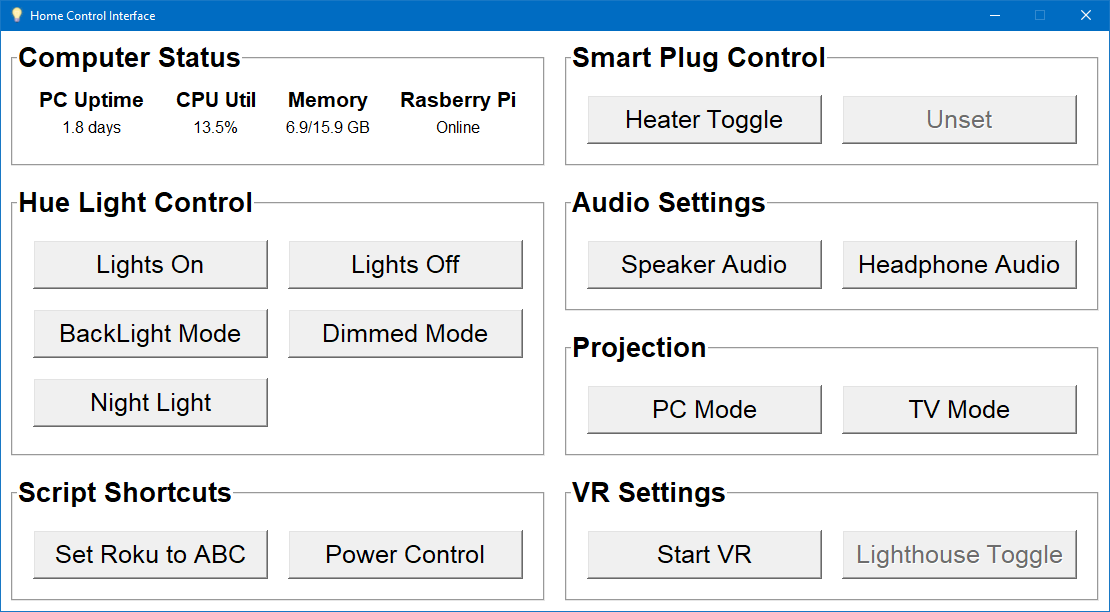 Home Control Interface
Computer Status
PC Uptime CPU Util Memory Rasberry Pi
1.8 days 13.5% 6.9/15.9 GB Online
Hue Light Control
Lights On Lights Off
BackLight Mode Dimmed Mode
Night Light
Script Shortcuts
Set Roku to ABC Power Control
Smart Plug Control
Heater Toggle Unset
Audio Settings
Speaker Audio Headphone Audio
Projection
PC Mode TV Mode
VR Settings
Start VR Lighthouse Toggle